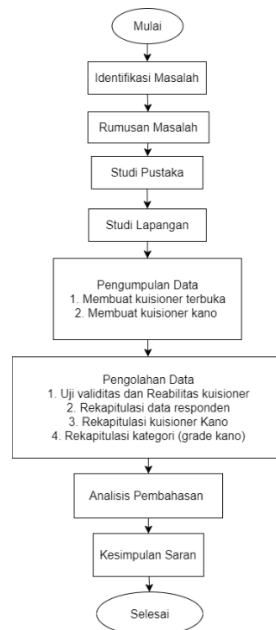 Mulai
Identifikasi Masalah
Rumusan Masalah
Studi Pustaka
Studi Lapangan
Pengumpulan Data
1. Membuat kuisioner terbuka
2. Membuat kuisioner kano
Pengolahan Data
1. Uji validitas dan Reabilitas kuisioner
2. Rekapitulasi data responden
3. Rekapitulasi kuisioner Kano
4. Rekapitulasi kategori (grade kano)
Analisis Pembahasan
Kesimpulan Saran
Selesai